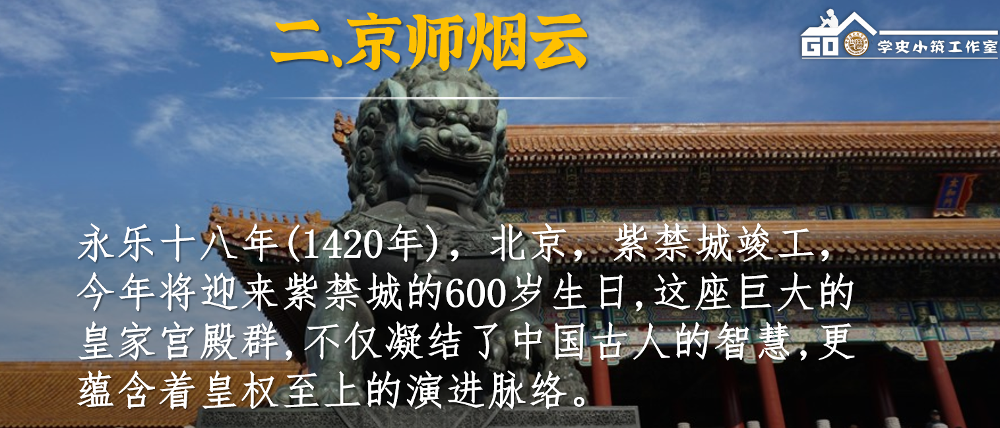 二、京师烟云
GO 学史小筑工作室
太和门
永乐十八年(1420年)，北京，紫禁城竣工，
今年将迎来紫禁城的600岁生日,这座巨大的
皇家宫殿群,不仅凝结了中国古人的智慧,更
蕴含着皇权至上的演进脉络。